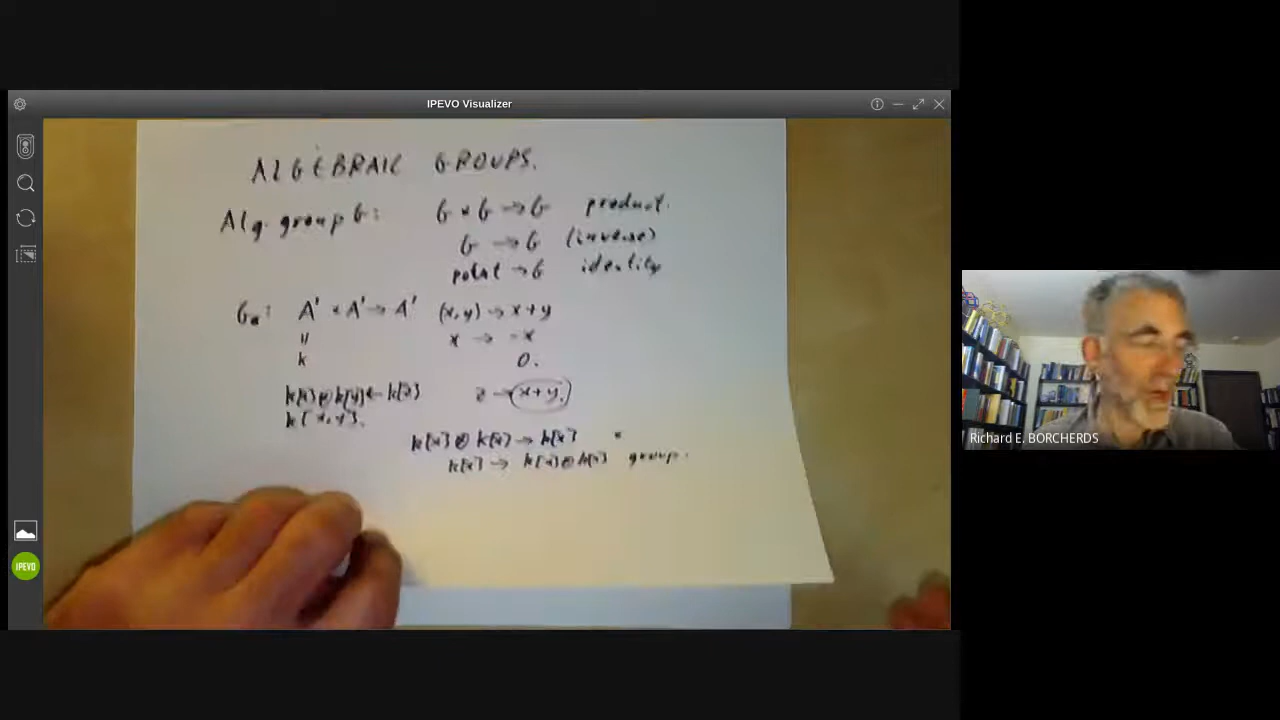 IPEVO Visualizer
ALGEBRAIC GROUPS.
Alg. group G: G × G → G product.
G → G (inverse)
point → G identity
Gₐ: A¹ × A¹ → A¹ (x,y) → x+y
॥ x → -x
k 0.
k[x]⊗k[y] ← k[z] z → x+y.
k[x,y].
k[x] ⊗ k[x] → k[x] ×
k[x] → k[x]⊗k[x] group.
IPEVO
Richard E. BORCHERDS